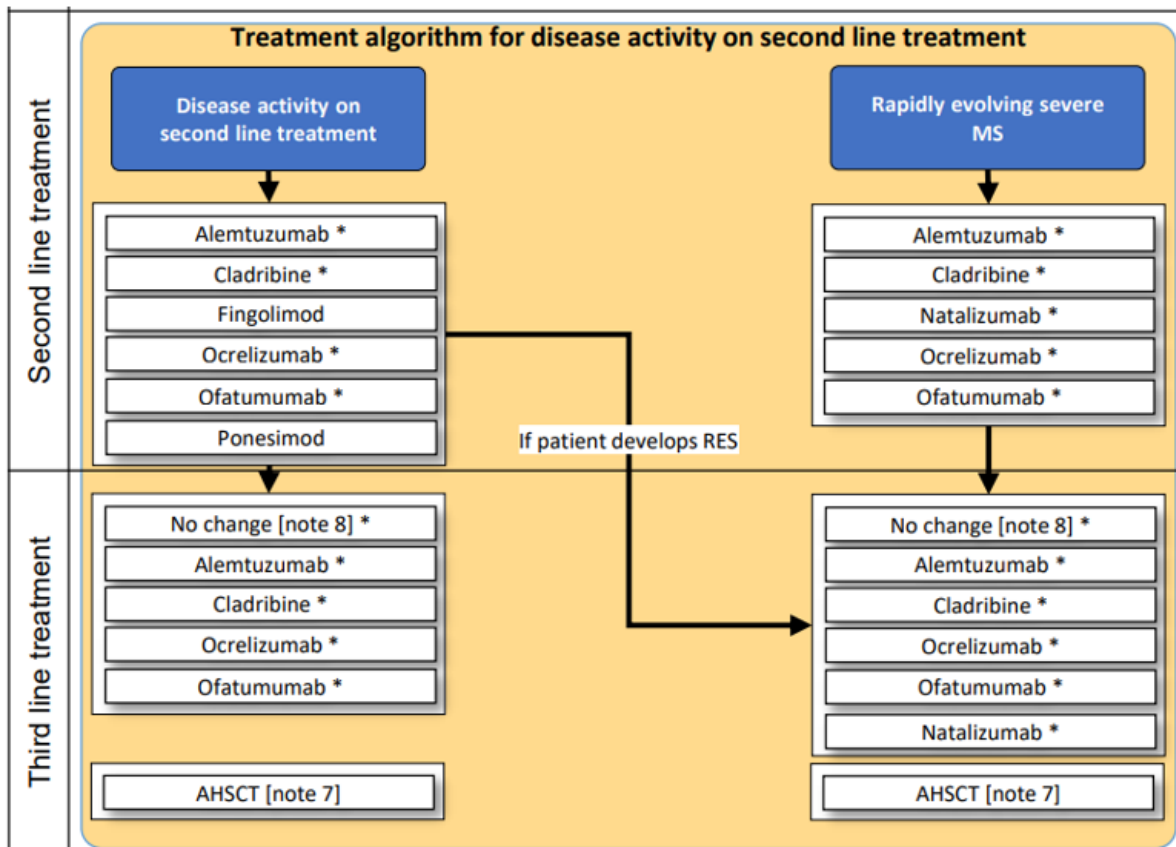 Treatment algorithm for disease activity on second line treatment
Second line treatment
Disease activity on
second line treatment
Alemtuzumab *
Cladribine *
Fingolimod
Ocrelizumab *
Ofatumumab *
Ponesimod
Rapidly evolving severe
MS
Alemtuzumab *
Cladribine *
Natalizumab *
Ocrelizumab *
Ofatumumab *
If patient develops RES
Third line treatment
No change [note 8] *
Alemtuzumab *
Cladribine *
Ocrelizumab *
Ofatumumab *
AHSCT [note 7]
No change [note 8] *
Alemtuzumab *
Cladribine *
Ocrelizumab *
Ofatumumab *
Natalizumab *
AHSCT [note 7]